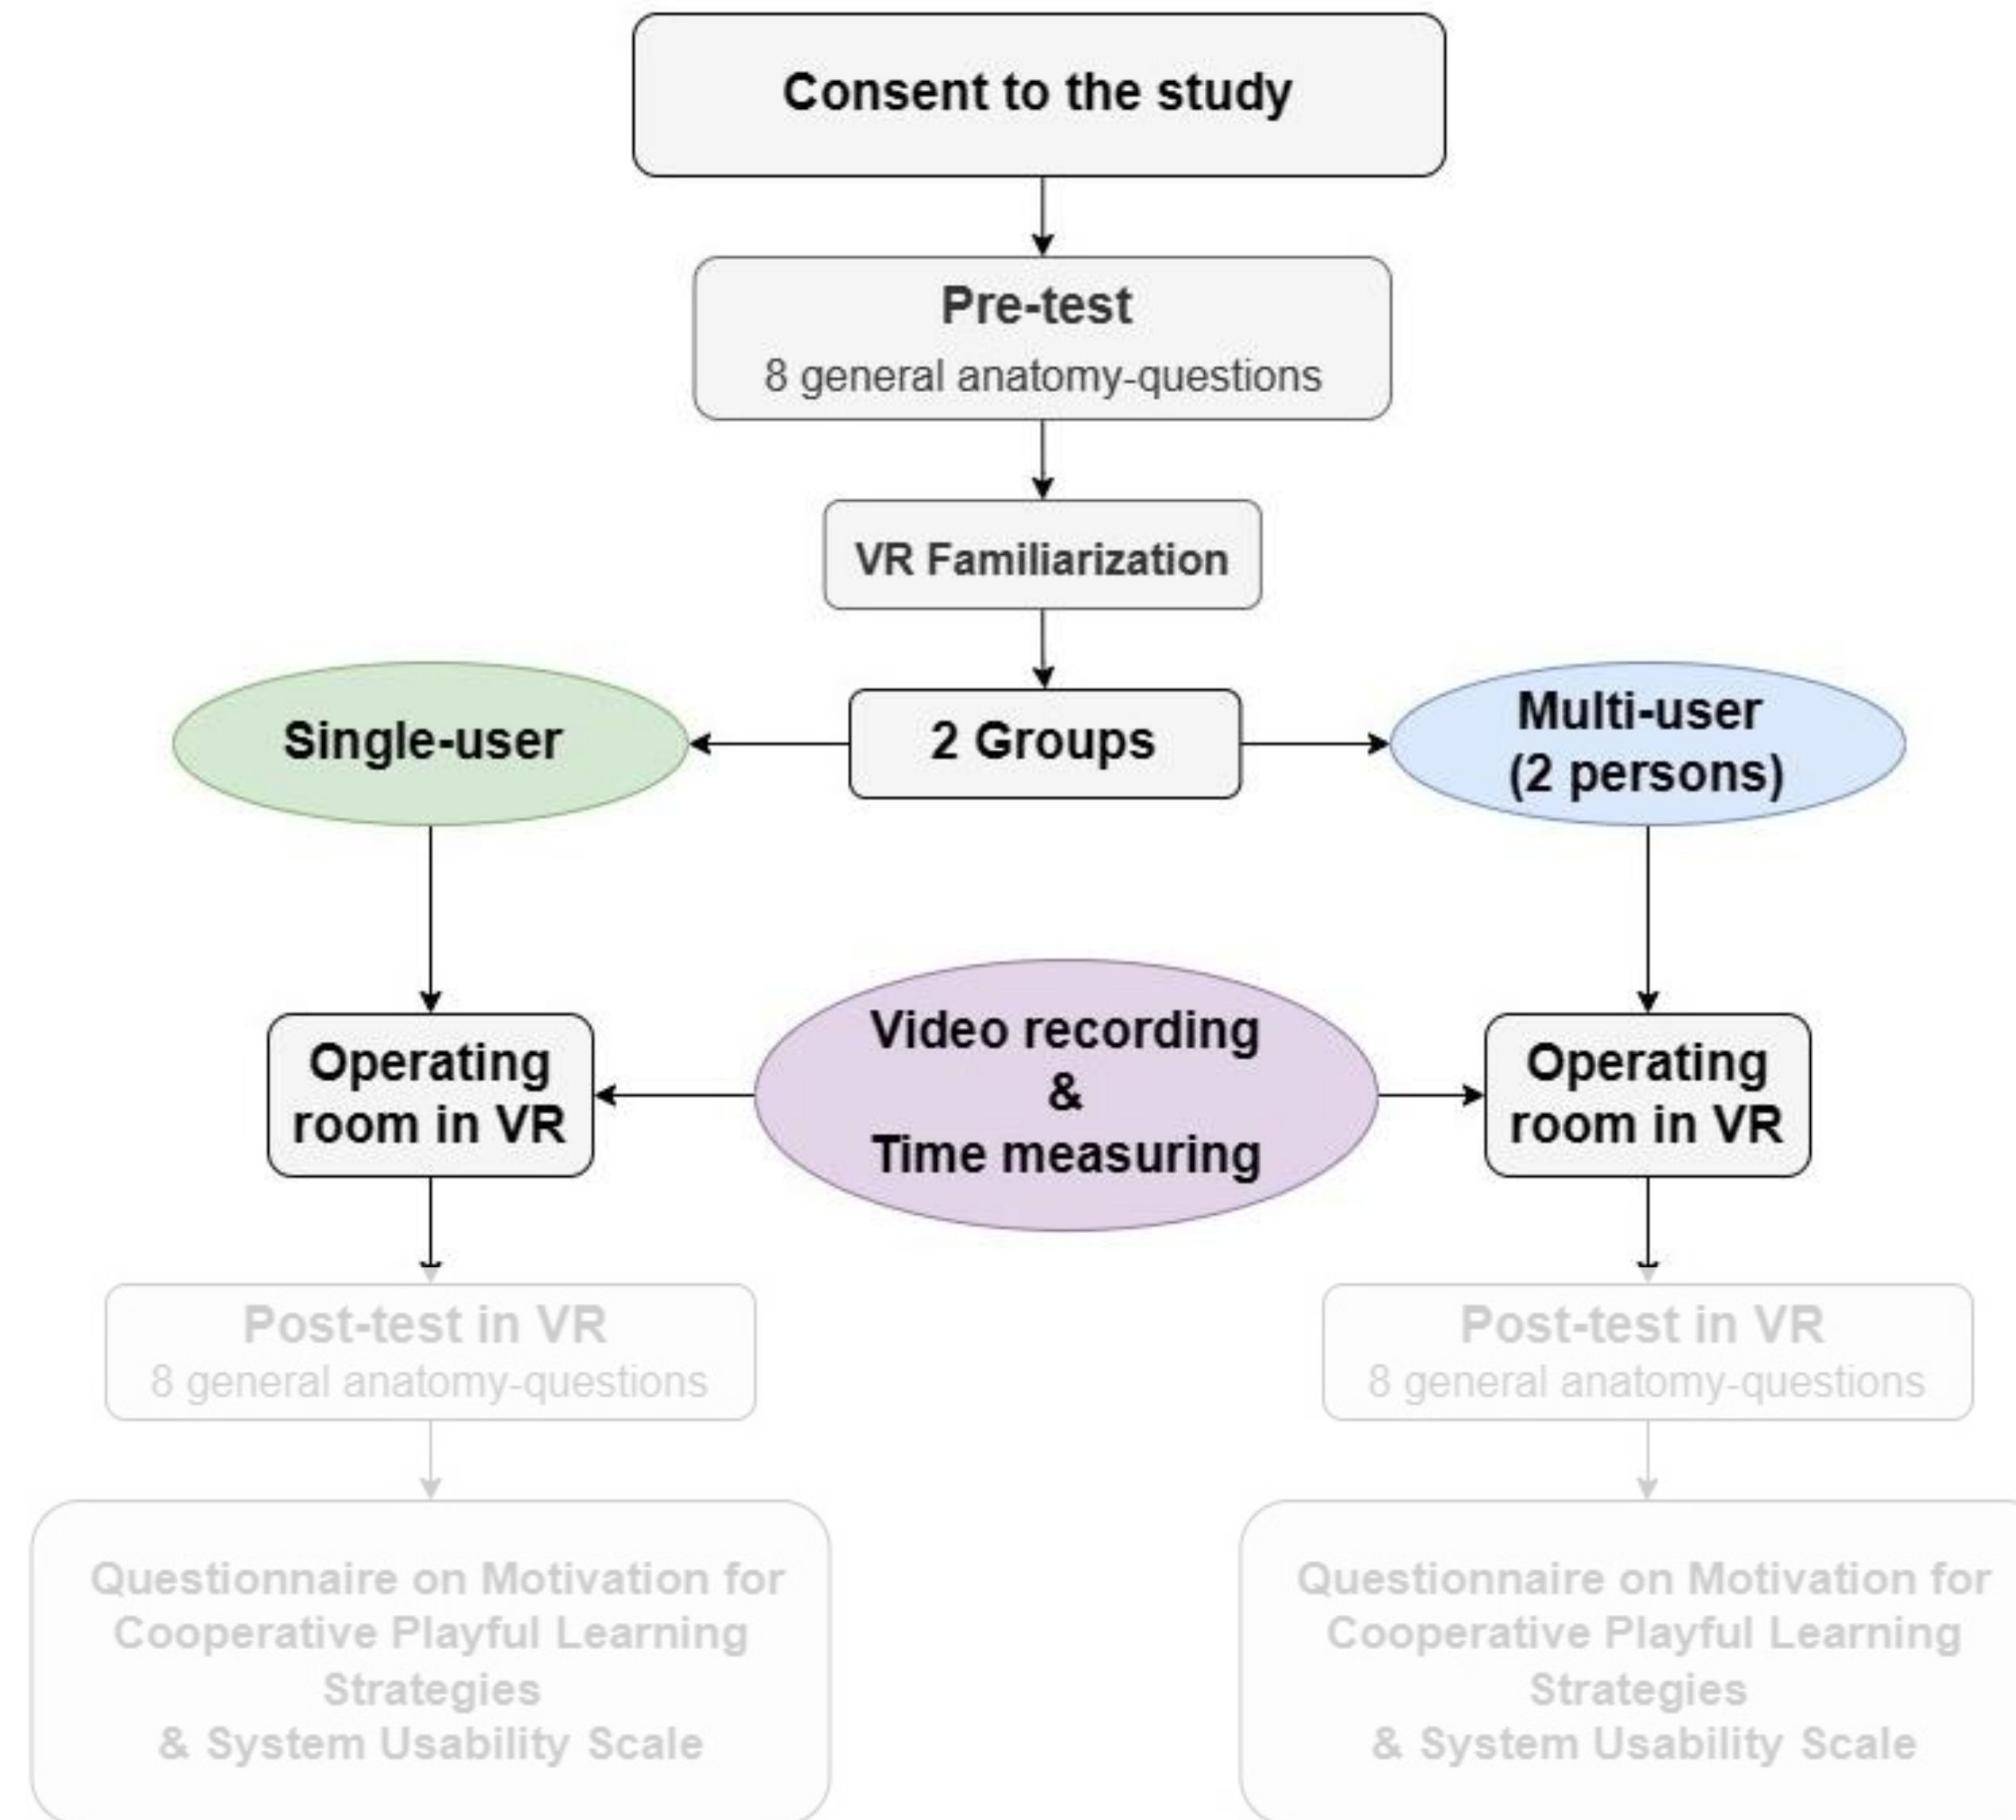 Consent to the study
Pre-test
8 general anatomy-questions
VR Familiarization
Single-user
2 Groups
Multi-user
(2 persons)
Operating
room in VR
Video recording
&
Time measuring
Operating
room in VR
Post-test in VR
8 general anatomy-questions
Post-test in VR
8 general anatomy-questions
Questionnaire on Motivation for
Cooperative Playful Learning
Strategies
& System Usability Scale
Questionnaire on Motivation for
Cooperative Playful Learning
Strategies
& System Usability Scale